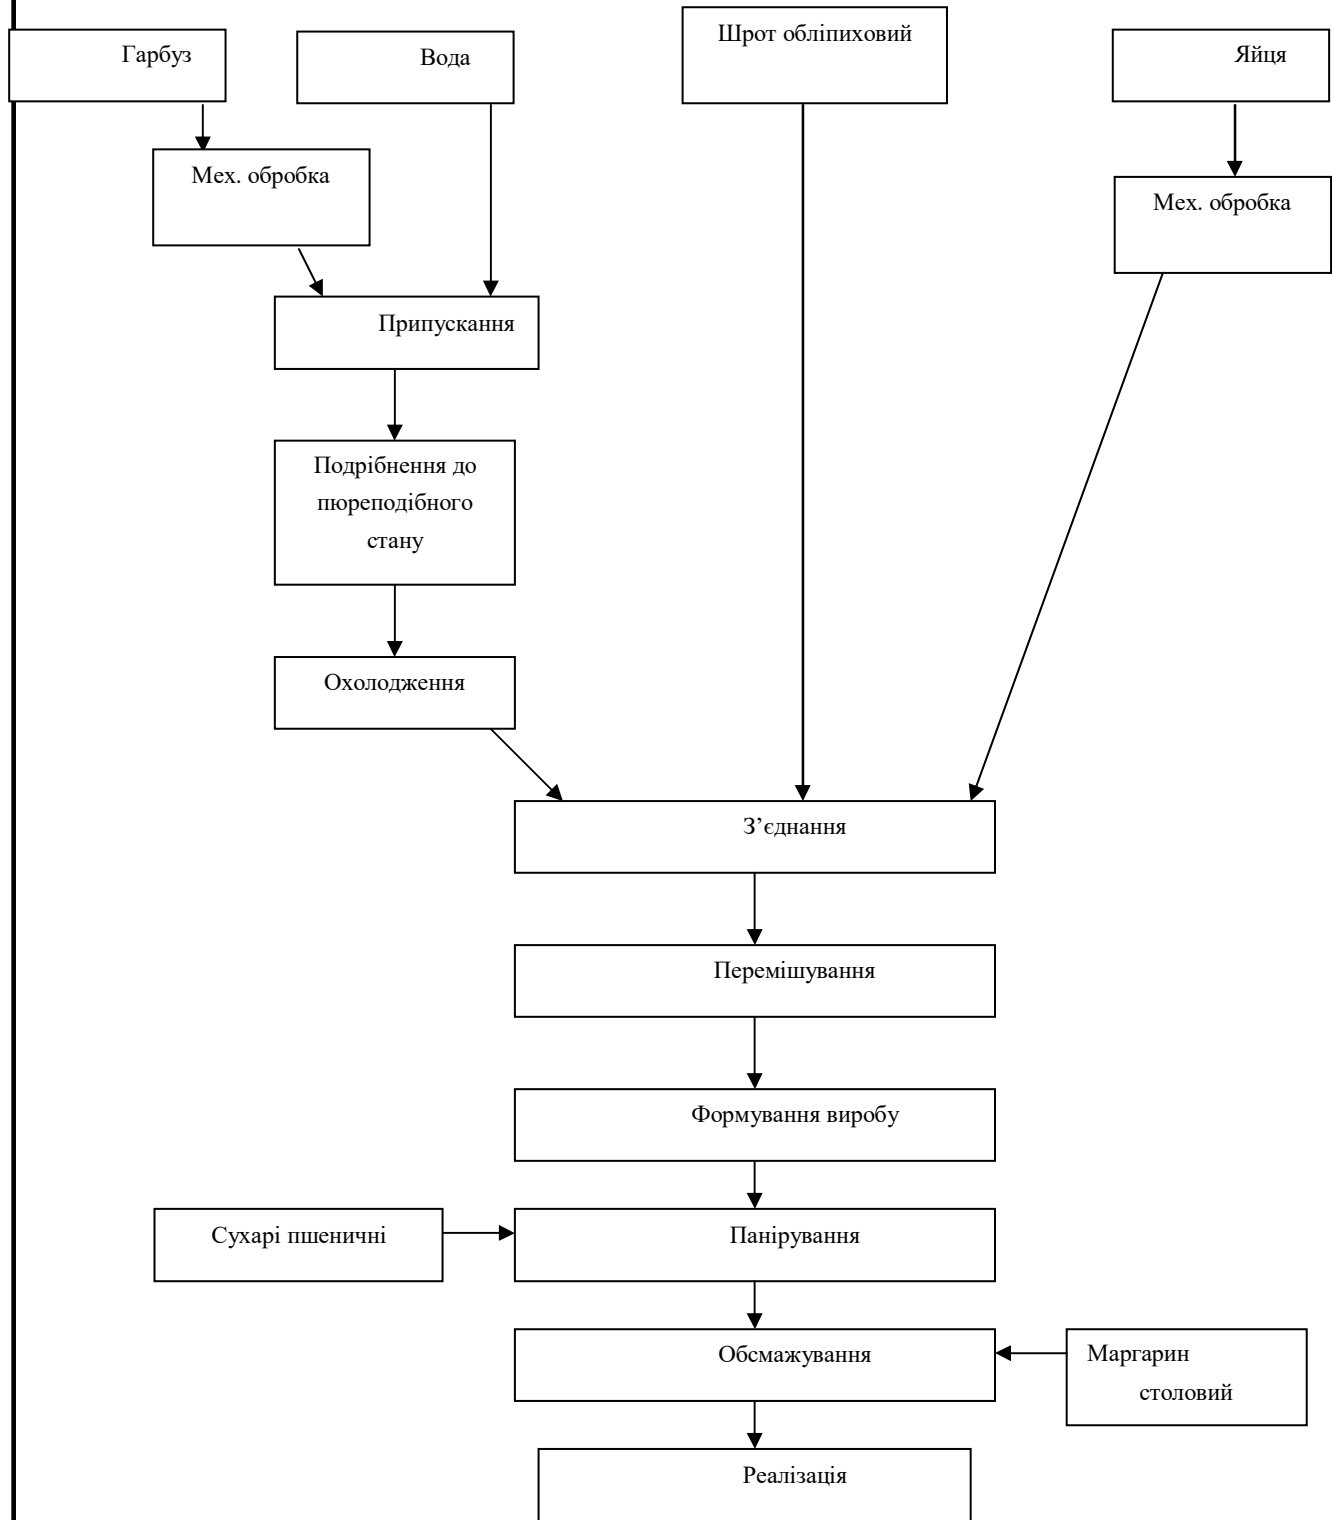 Гарбуз
Вода
Шрот обліпиховий
Яйця
Мех. обробка
Мех. обробка
Припускання
Подрібнення до
пюреподібного
стану
Охолодження
З’єднання
Перемішування
Формування виробу
Сухарі пшеничні
Панірування
Обсмажування
Маргарин
столовий
Реалізація